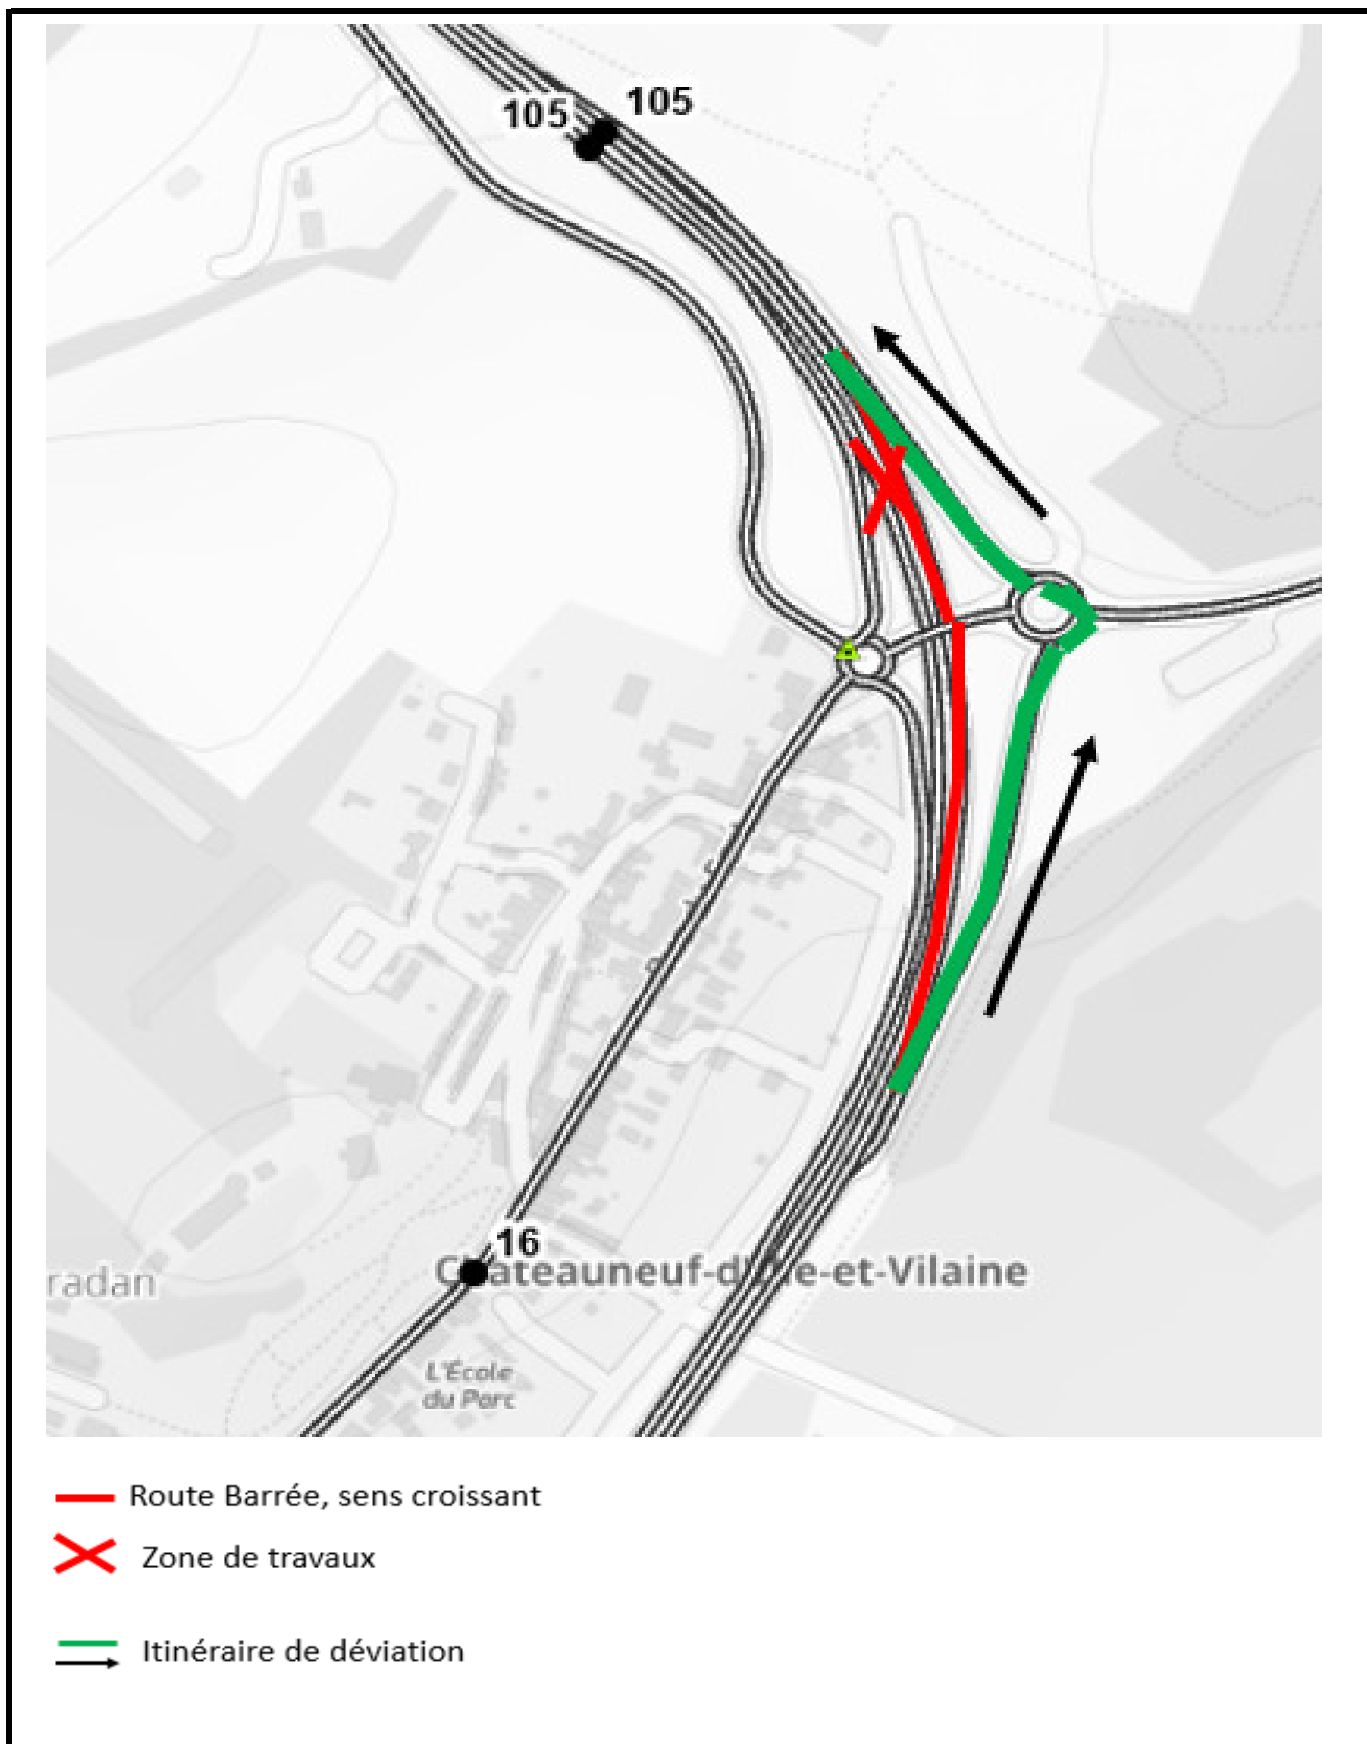 105 105
16
Châteauneuf-d'Ille-et-Vilaine
radan
L'École
du Parc
Route Barrée, sens croissant
Zone de travaux
Itinéraire de déviation